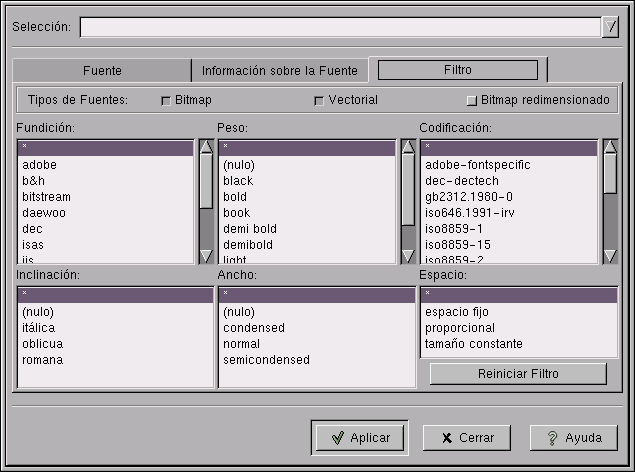 Selección:
Fuente Información sobre la Fuente Filtro
Tipos de Fuentes: Bitmap Vectorial Bitmap redimensionado
Fundición:
*
adobe
b&h
bitstream
daewoo
dec
isas
jis
Peso:
*
(nulo)
black
bold
book
demi bold
demibold
light
Codificación:
*
adobe-fontspecific
dec-dectech
gb2312.1980-0
iso646.1991-irv
iso8859-1
iso8859-15
iso8859-2
Inclinación:
*
(nulo)
itálica
oblicua
romana
Ancho:
*
(nulo)
condensed
normal
semicondensed
Espacio:
*
espacio fijo
proporcional
tamaño constante
Reiniciar Filtro
Aplicar Cerrar ? Ayuda